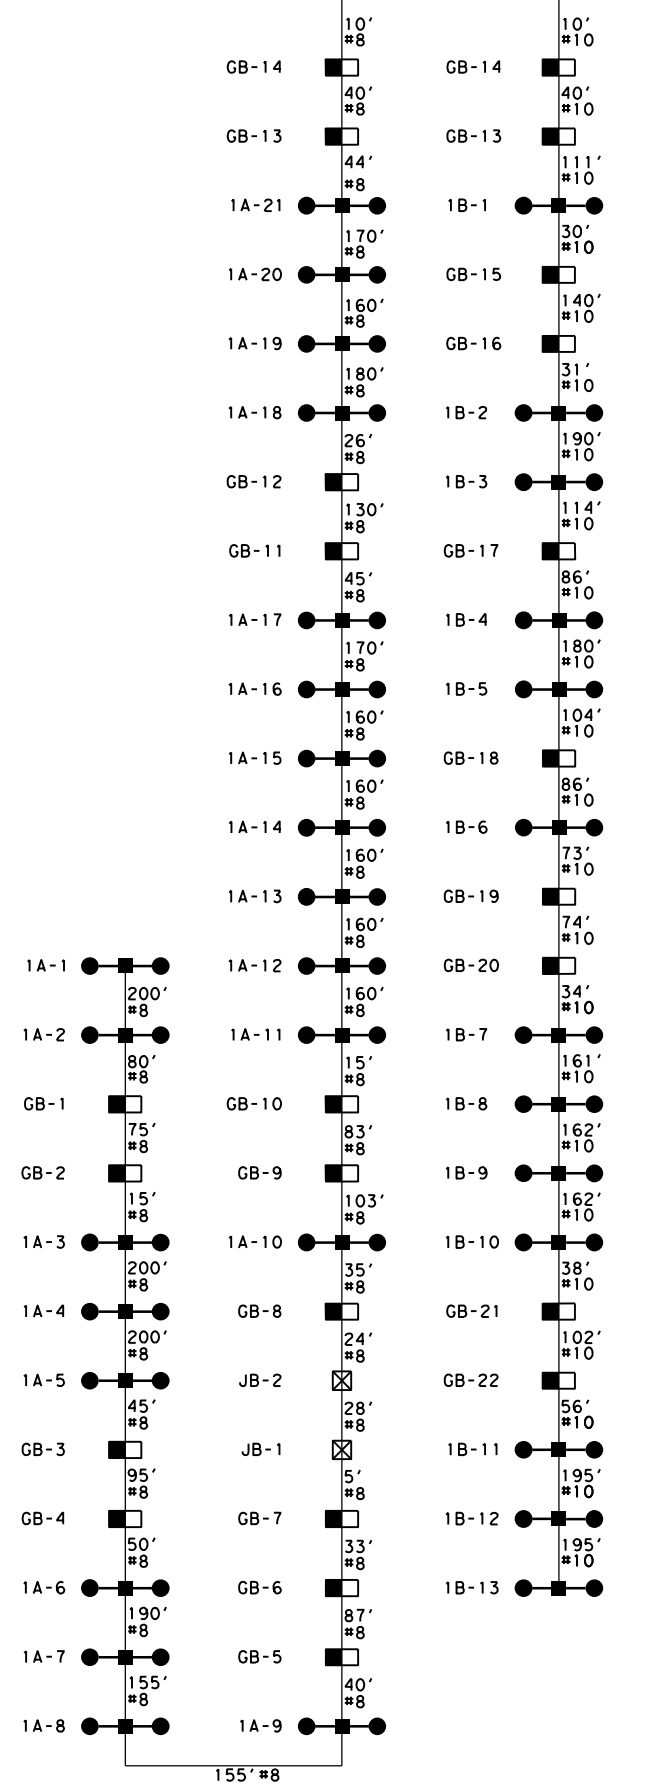 1A-1
200'
#8
1A-2
80'
#8
GB-1
75'
#8
GB-2
15'
#8
1A-3
200'
#8
1A-4
200'
#8
1A-5
45'
#8
GB-3
95'
#8
GB-4
50'
#8
1A-6
190'
#8
1A-7
155'
#8
1A-8
155'#8
10'
#8
GB-14
40'
#8
GB-13
44'
#8
1A-21
170'
#8
1A-20
160'
#8
1A-19
180'
#8
1A-18
26'
#8
GB-12
130'
#8
GB-11
45'
#8
1A-17
170'
#8
1A-16
160'
#8
1A-15
160'
#8
1A-14
160'
#8
1A-13
160'
#8
1A-12
160'
#8
1A-11
15'
#8
GB-10
83'
#8
GB-9
103'
#8
1A-10
35'
#8
GB-8
24'
#8
JB-2
28'
#8
JB-1
5'
#8
GB-7
33'
#8
GB-6
87'
#8
GB-5
40'
#8
1A-9
10'
#10
GB-14
40'
#10
GB-13
111'
#10
1B-1
30'
#10
GB-15
140'
#10
GB-16
31'
#10
1B-2
190'
#10
1B-3
114'
#10
GB-17
86'
#10
1B-4
180'
#10
1B-5
104'
#10
GB-18
86'
#10
1B-6
73'
#10
GB-19
74'
#10
GB-20
34'
#10
1B-7
161'
#10
1B-8
162'
#10
1B-9
162'
#10
1B-10
38'
#10
GB-21
102'
#10
GB-22
56'
#10
1B-11
195'
#10
1B-12
195'
#10
1B-13